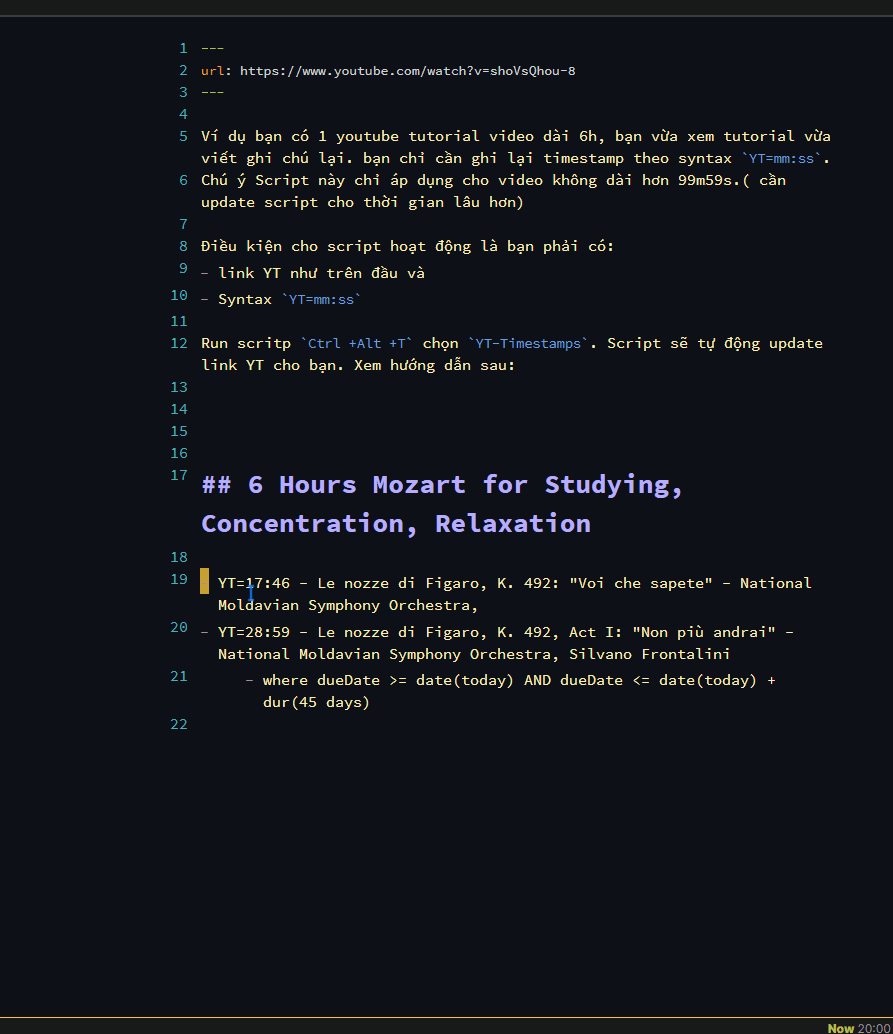 1 ---
2 url: https://www.youtube.com/watch?v=shoVsQhou-8
3 ---
4
5 Ví dụ bạn có 1 youtube tutorial video dài 6h, bạn vừa xem tutorial vừa
viết ghi chú lại. bạn chỉ cần ghi lại timestamp theo syntax `YT=mm:ss`.
6 Chú ý Script này chỉ áp dụng cho video không dài hơn 99m59s.( cần
update script cho thời gian lâu hơn)
7
8 Điều kiện cho script hoạt động là bạn phải có:
9 - link YT như trên đầu và
10 - Syntax `YT=mm:ss`
11
12 Run scritp `Ctrl +Alt +T` chọn `YT-Timestamps`. Script sẽ tự động update
link YT cho bạn. Xem hướng dẫn sau:
13
14
15
16
17 ## 6 Hours Mozart for Studying,
Concentration, Relaxation
18
19 YT=17:46 - Le nozze di Figaro, K. 492: "Voi che sapete" - National
Moldavian Symphony Orchestra,
20 - YT=28:59 - Le nozze di Figaro, K. 492, Act I: "Non più andrai" -
National Moldavian Symphony Orchestra, Silvano Frontalini
21 - where dueDate >= date(today) AND dueDate <= date(today) +
dur(45 days)
22
Now 20:00